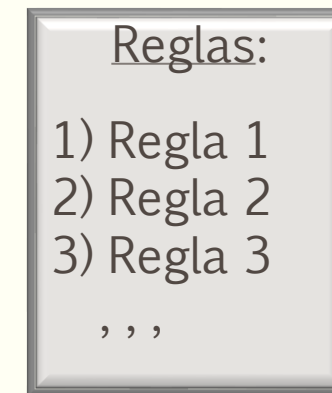 Reglas:
1) Regla 1
2) Regla 2
3) Regla 3
, , ,